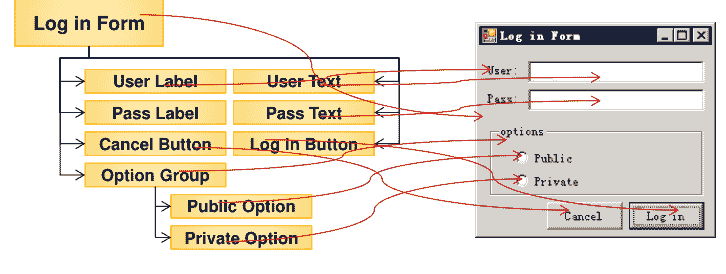 Log in Form
User Label
User Text
Pass Label
Pass Text
Cancel Button
Log in Button
Option Group
Public Option
Private Option
Log in Form
User:
Pass:
options
Public
Private
Cancel
Log in